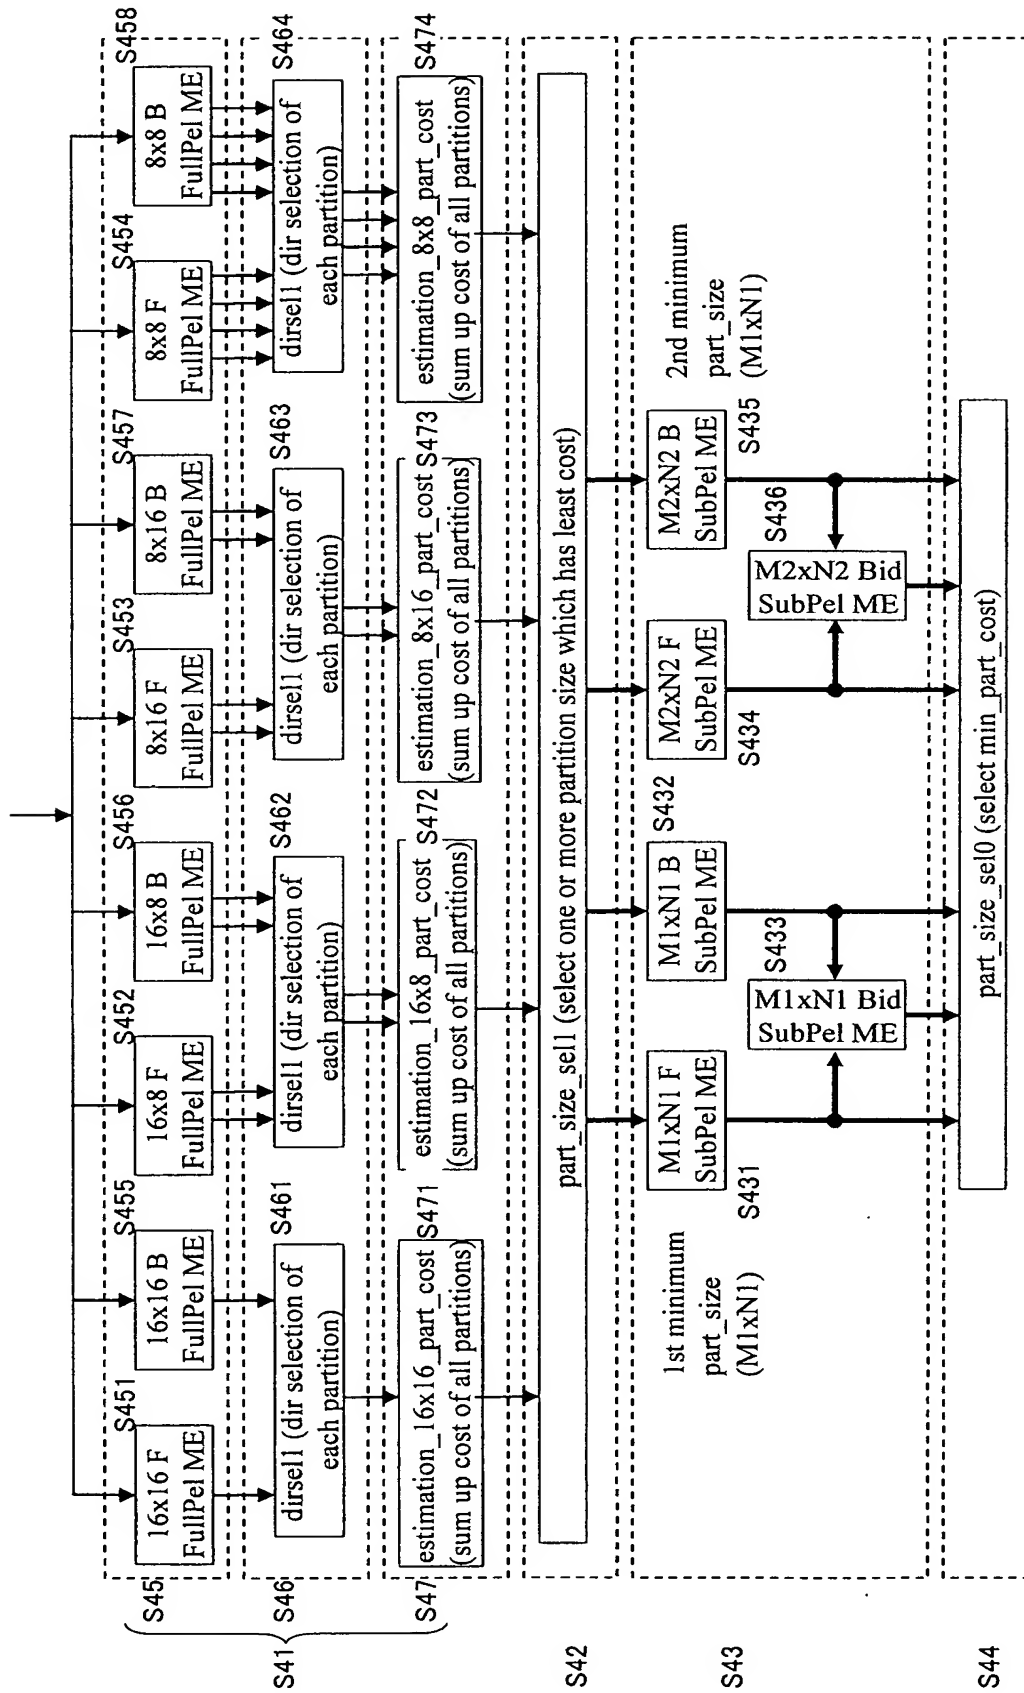 S451
S455
S452
S456
S453
S457
S454
S458
16x16 F
FullPel ME
16x16 B
FullPel ME
16x8 F
FullPel ME
16x8 B
FullPel ME
8x16 F
FullPel ME
8x16 B
FullPel ME
8x8 F
FullPel ME
8x8 B
FullPel ME
S45
S461
S462
S463
S464
dirsel1 (dir selection of
each partition)
dirsel1 (dir selection of
each partition)
dirsel1 (dir selection of
each partition)
dirsel1 (dir selection of
each partition)
S46
S41
S471
S472
S473
S474
estimation_16x16_part_cost
(sum up cost of all partitions)
estimation_16x8_part_cost
(sum up cost of all partitions)
estimation_8x16_part_cost
(sum up cost of all partitions)
estimation_8x8_part_cost
(sum up cost of all partitions)
S47
part_size_sel1 (select one or more partition size which has least cost)
S42
1st minimum
part_size
(M1xN1)
M1xN1 F
SubPel ME
S431
M1xN1 B
SubPel ME
S432
M1xN1 Bid
SubPel ME
S433
M2xN2 F
SubPel ME
S434
M2xN2 B
SubPel ME
S435
M2xN2 Bid
SubPel ME
S436
2nd minimum
part_size
(M1xN1)
S43
part_size_sel0 (select min_part_cost)
S44